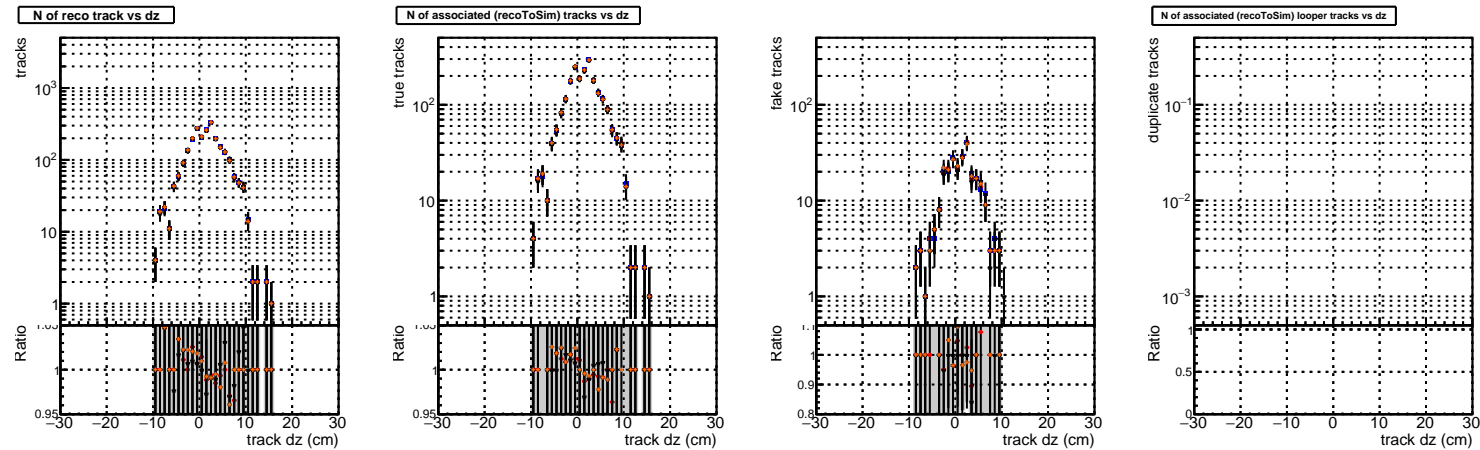 N of reco track vs dz
tracks
10³
10²
10
1
Ratio
1
0.95
−30 −20 −10 0 10 20 30
track dz (cm)
N of associated (recoToSim) tracks vs dz
true tracks
10²
10
1
Ratio
1
0.95
−30 −20 −10 0 10 20 30
track dz (cm)
fake tracks
10²
10
1
Ratio
1
0.9
0.8
−30 −20 −10 0 10 20 30
track dz (cm)
N of associated (recoToSim) looper tracks vs dz
duplicate tracks
10⁻¹
10⁻²
10⁻³
Ratio
1
0.5
0
−30 −20 −10 0 10 20 30
track dz (cm)